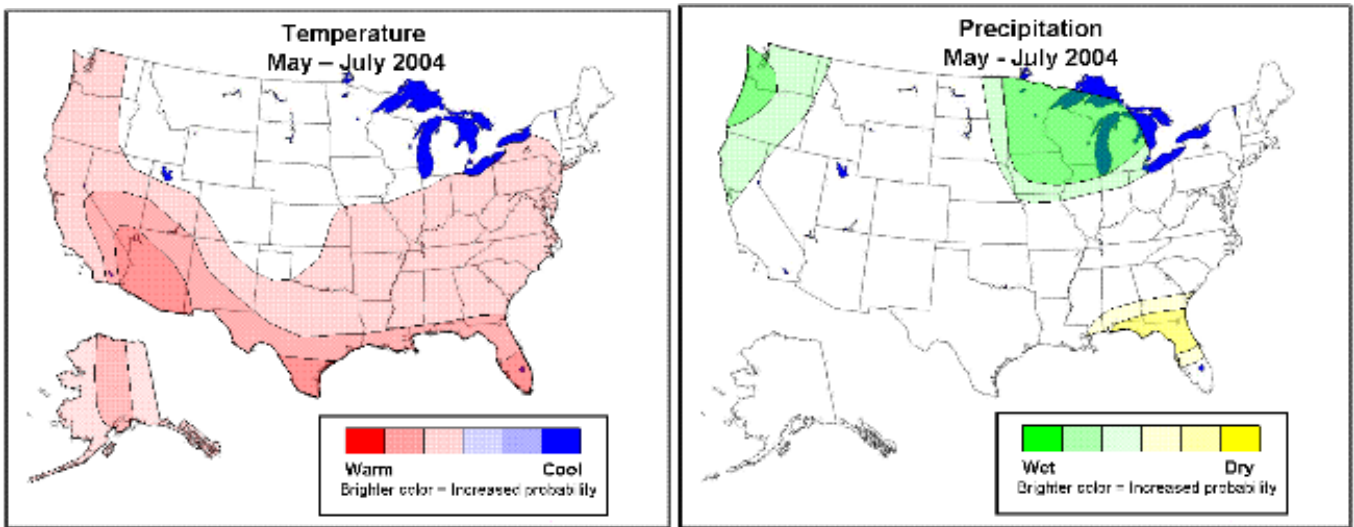 Temperature
May – July 2004
Warm
Cool
Brighter color = Increased probability
Precipitation
May - July 2004
Wet
Dry
Brighter color = Increased probability